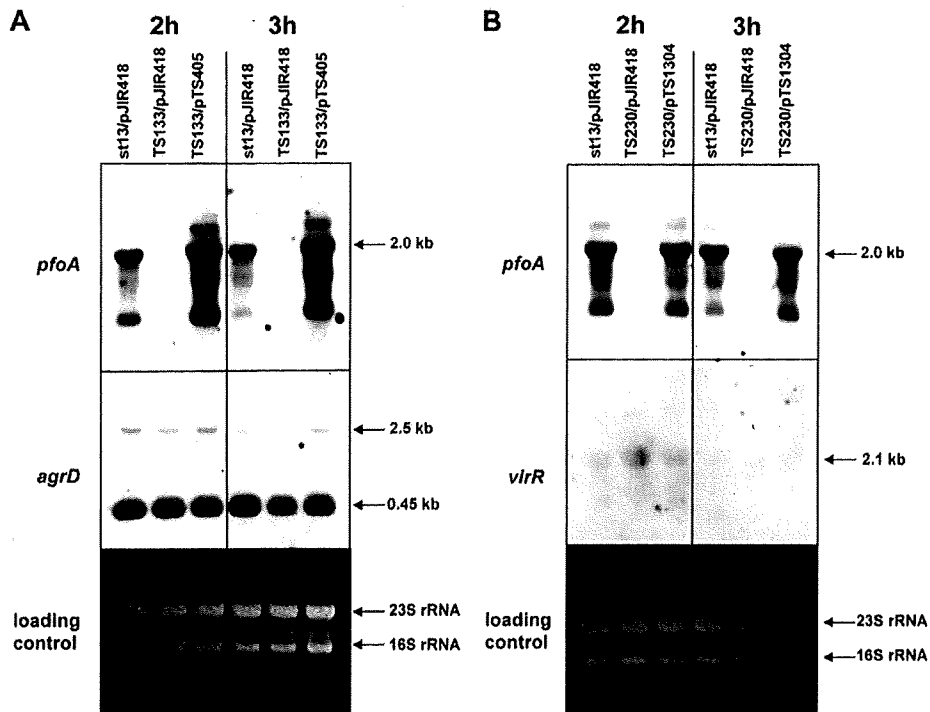 A
B
2h
3h
2h
3h
st13/pJIR418
TS133/pJIR418
TS133/pTS405
st13/pJIR418
TS133/pJIR418
TS133/pTS405
st13/pJIR418
TS230/pJIR418
TS230/pTS1304
st13/pJIR418
TS230/pJIR418
TS230/pTS1304
pfoA
2.0 kb
pfoA
2.0 kb
agrD
2.5 kb
0.45 kb
virR
2.1 kb
loading
control
23S rRNA
16S rRNA
loading
control
23S rRNA
16S rRNA